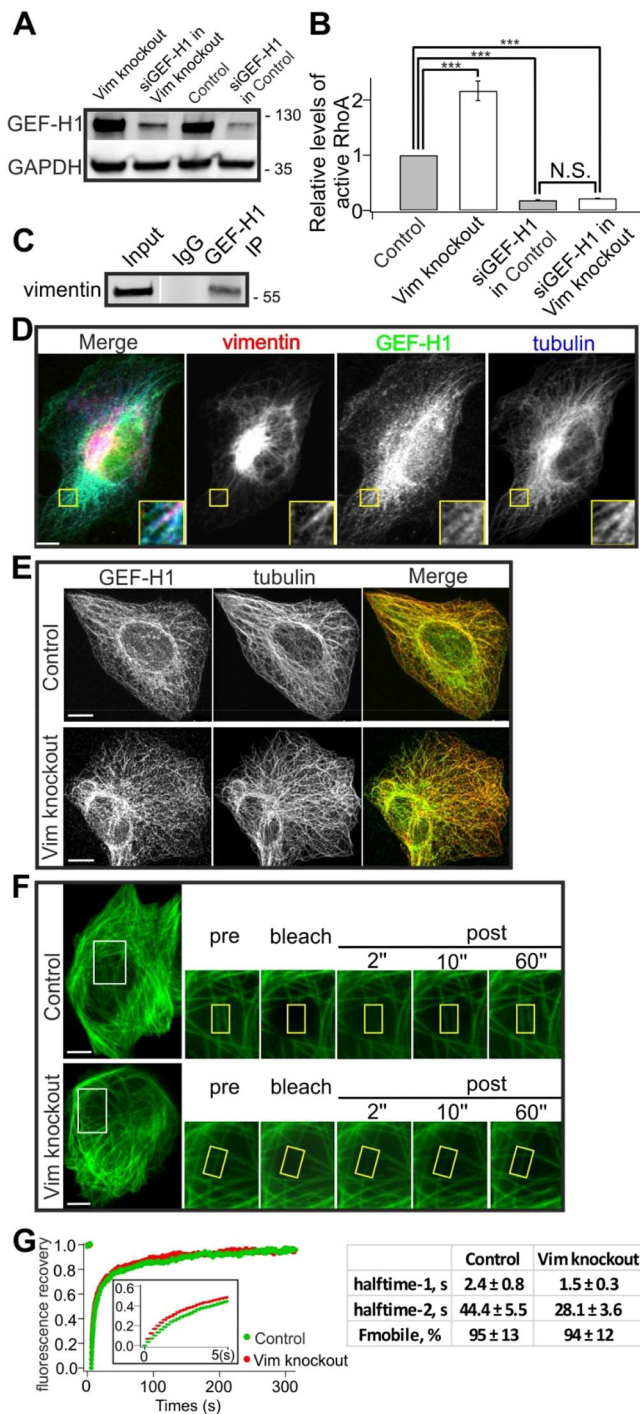 A
Vim knockout
siGEF-H1 in
Vim knockout
Control
siGEF-H1
in Control
GEF-H1
- 130
GAPDH
- 35
B
Relative levels of
active RhoA
2
1
0
***
***
***
N.S.
Control
Vim knockout
siGEF-H1
in Control
siGEF-H1 in
Vim knockout
C
Input
IgG
GEF-H1
IP
vimentin
- 55
D
Merge
vimentin
GEF-H1
tubulin
E
GEF-H1
tubulin
Merge
Control
Vim knockout
F
Control
pre
bleach
post
2"
10"
60"
Vim knockout
pre
bleach
post
2"
10"
60"
G
fluorescence recovery
1.0
0.8
0.6
0.4
0.2
0.0
0.6
0.4
0.2
0.0
0
5(s)
Control
Vim knockout
0
100
200
300
Times (s)
Control Vim knockout
halftime-1, s 2.4 ± 0.8 1.5 ± 0.3
halftime-2, s 44.4 ± 5.5 28.1 ± 3.6
Fmobile, % 95 ± 13 94 ± 12